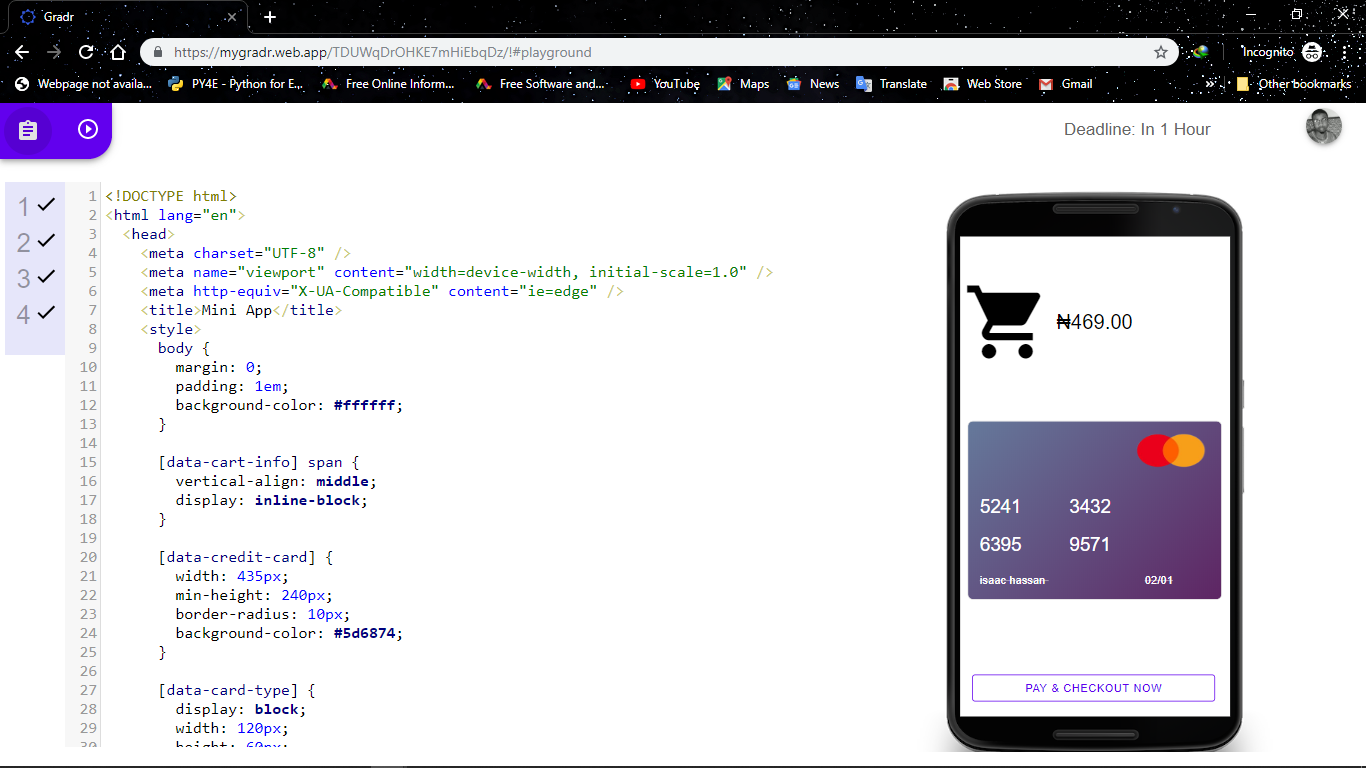 Gradr
https://mygradr.web.app/TDUWqDrOHKE7mHiEbqDz/!#playground
Incognito
Webpage not availa...
PY4E - Python for E...
Free Online Inform...
Free Software and...
YouTube
Maps
News
Translate
Web Store
Gmail
»
Other bookmarks
Deadline: In 1 Hour
1
2
3
4
1 <!DOCTYPE html>
2 <html lang="en">
3 <head>
4 <meta charset="UTF-8" />
5 <meta name="viewport" content="width=device-width, initial-scale=1.0" />
6 <meta http-equiv="X-UA-Compatible" content="ie=edge" />
7 <title>Mini App</title>
8 <style>
9 body {
10 margin: 0;
11 padding: 1em;
12 background-color: #ffffff;
13 }
14
15 [data-cart-info] span {
16 vertical-align: middle;
17 display: inline-block;
18 }
19
20 [data-credit-card] {
21 width: 435px;
22 min-height: 240px;
23 border-radius: 10px;
24 background-color: #5d6874;
25 }
26
27 [data-card-type] {
28 display: block;
29 width: 120px;
30 height: 60px;
₦469.00
5241 3432
6395 9571
isaac hassan 02/01
PAY & CHECKOUT NOW